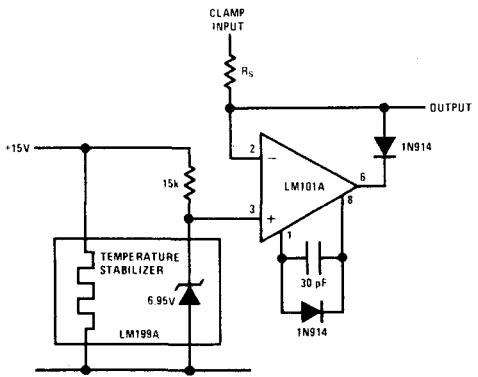 CLAMP
INPUT
RS
OUTPUT
+15V
2
1N914
15k
LM101A
6
3
8
1
TEMPERATURE
STABILIZER
30 pF
6.95V
1N914
LM199A